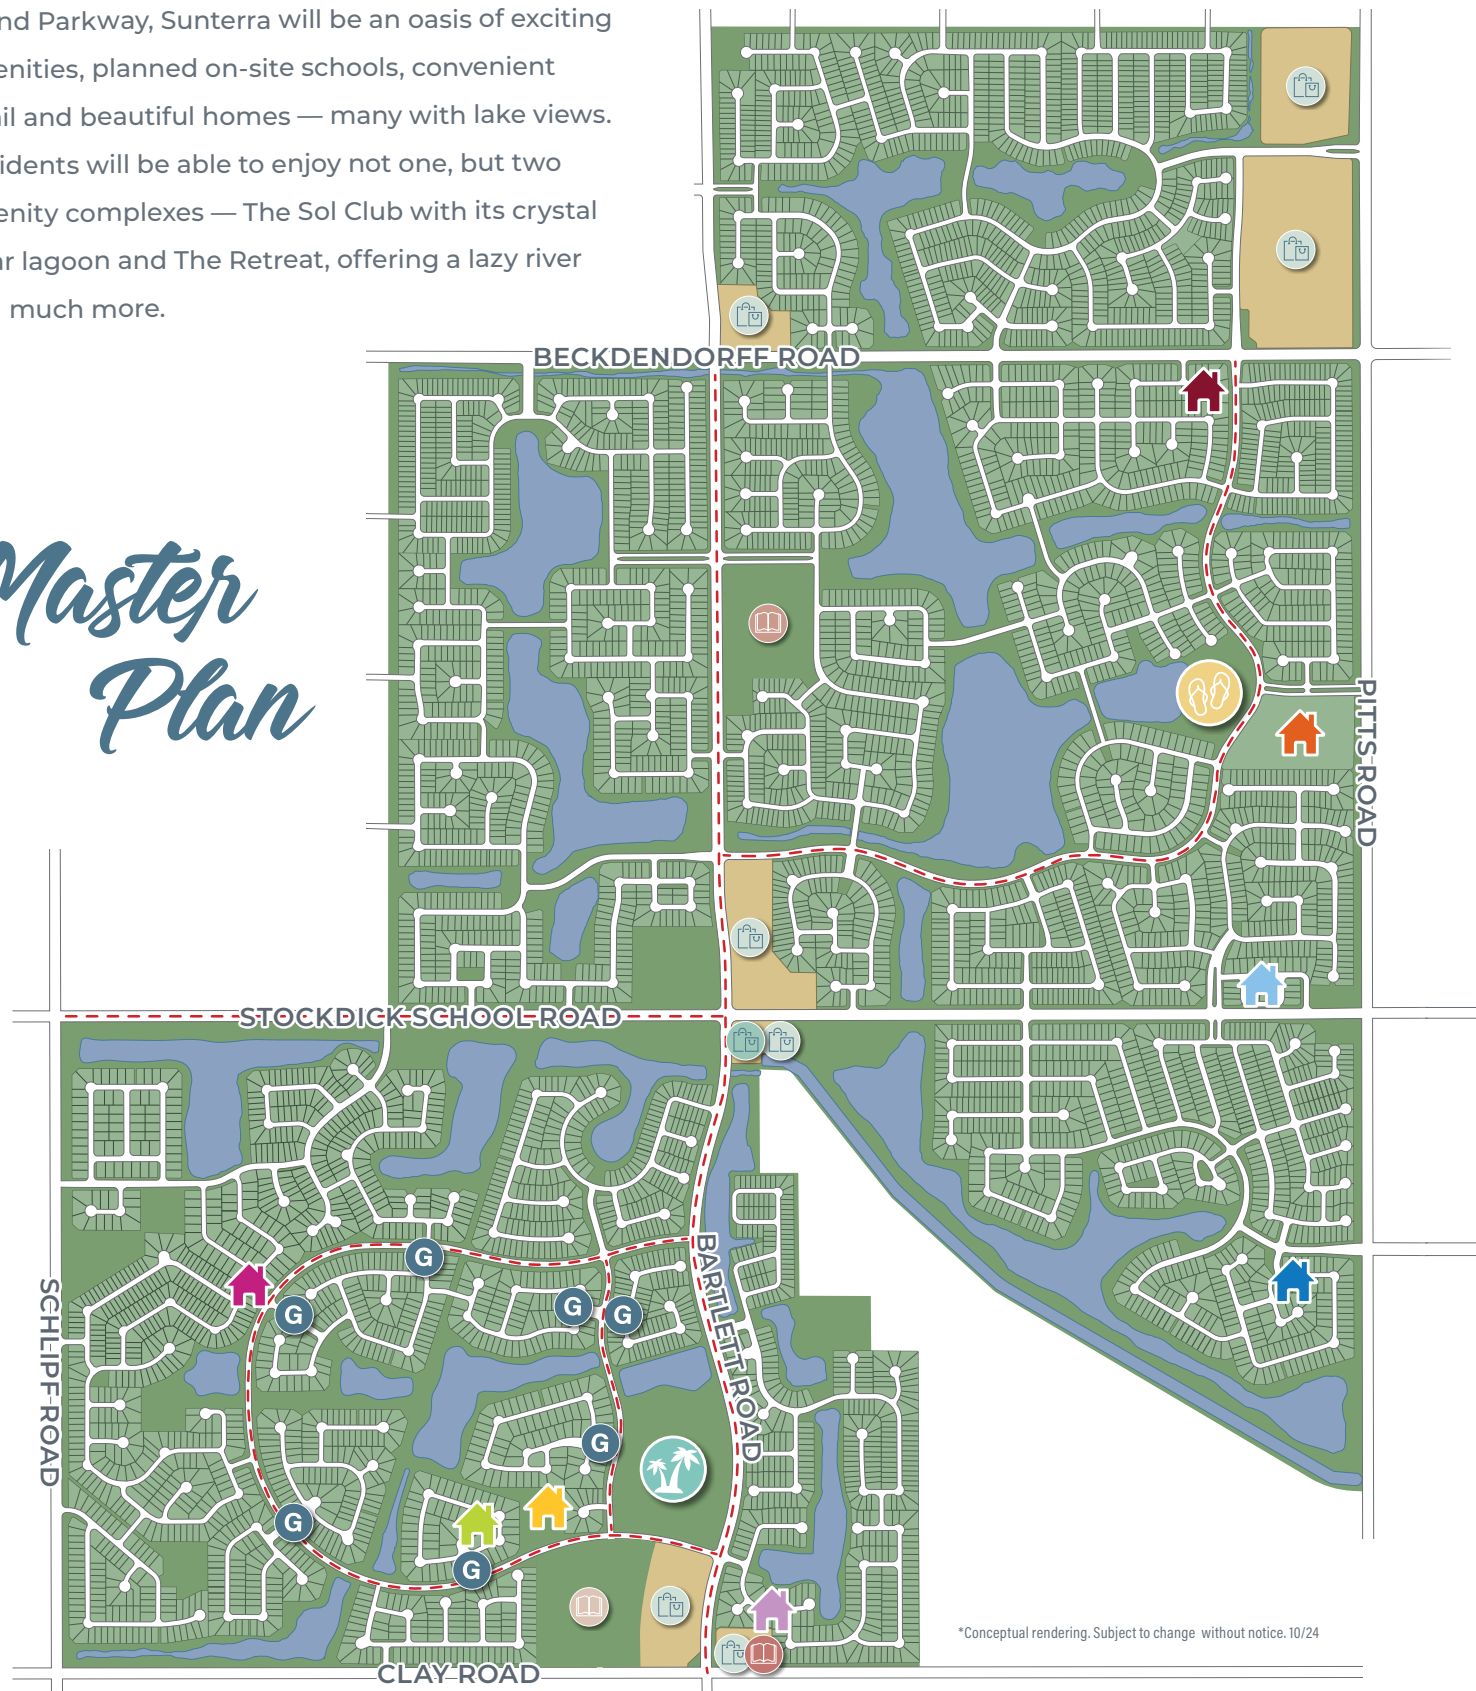 nd Parkway, Sunterra will be an oasis of exciting
enities, planned on-site schools, convenient
il and beautiful homes — many with lake views.
idents will be able to enjoy not one, but two
enity complexes — The Sol Club with its crystal
r lagoon and The Retreat, offering a lazy river
much more.
Master
Plan
BECKDENDORFF ROAD
PITTS ROAD
STOCKDICK SCHOOL ROAD
BARTLETT ROAD
SCHLIPF ROAD
G
G
G
G
G
G
G
CLAY ROAD
*Conceptual rendering. Subject to change without notice. 10/24